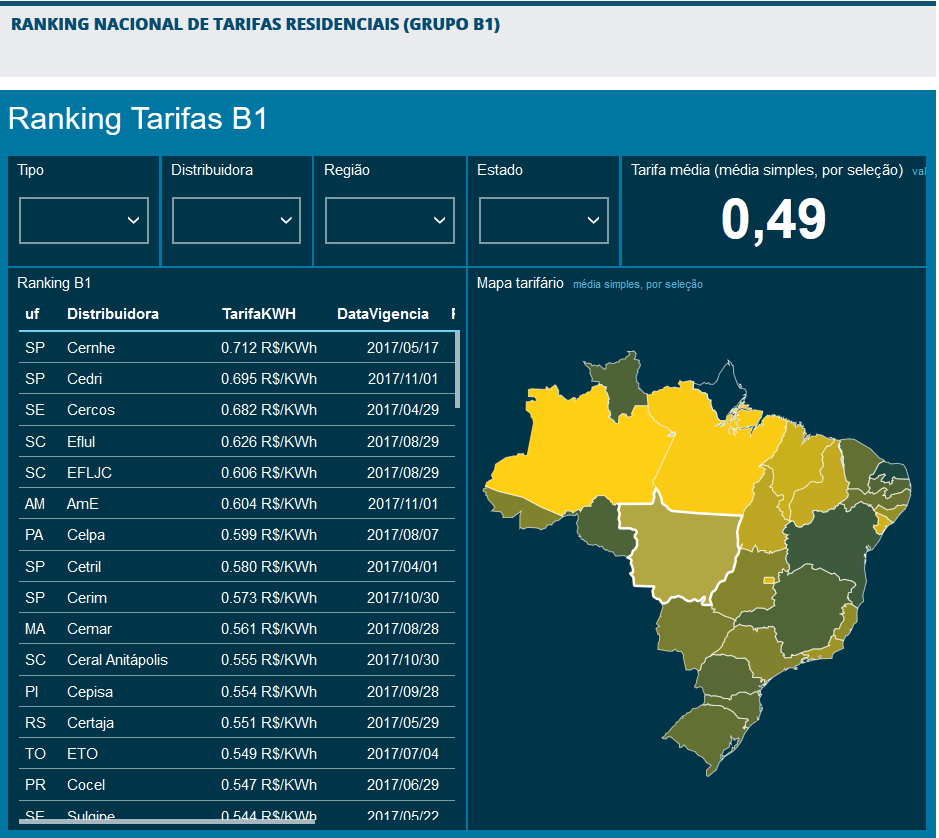 RANKING NACIONAL DE TARIFAS RESIDENCIAIS (GRUPO B1)
Ranking Tarifas B1
Tipo
Distribuidora
Região
Estado
Tarifa média (média simples, por seleção)
0,49
Ranking B1
uf Distribuidora TarifaKWH DataVigencia
SP Cernhe 0.712 R$/KWh 2017/05/17
SP Cedri 0.695 R$/KWh 2017/11/01
SE Cercos 0.682 R$/KWh 2017/04/29
SC Eflul 0.626 R$/KWh 2017/08/29
SC EFLJC 0.606 R$/KWh 2017/08/29
AM AmE 0.604 R$/KWh 2017/11/01
PA Celpa 0.599 R$/KWh 2017/08/07
SP Cetril 0.580 R$/KWh 2017/04/01
SP Cerim 0.573 R$/KWh 2017/10/30
MA Cemar 0.561 R$/KWh 2017/08/28
SC Ceral Anitápolis 0.555 R$/KWh 2017/10/30
PI Cepisa 0.554 R$/KWh 2017/09/28
RS Certaja 0.551 R$/KWh 2017/05/29
TO ETO 0.549 R$/KWh 2017/07/04
PR Cocel 0.547 R$/KWh 2017/06/29
SE Sulgipe 0.544 R$/KWh 2017/05/22
Mapa tarifário média simples, por seleção